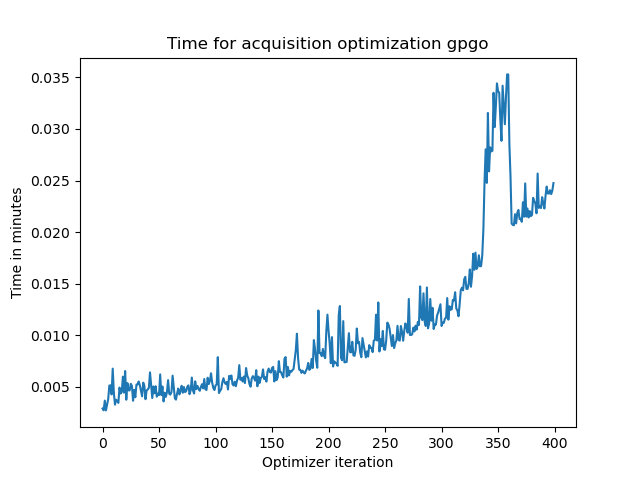 Time for acquisition optimization gpgo
0.035
0.030
0.025
0.020
0.015
0.010
0.005
Time in minutes
0 50 100 150 200 250 300 350 400
Optimizer iteration